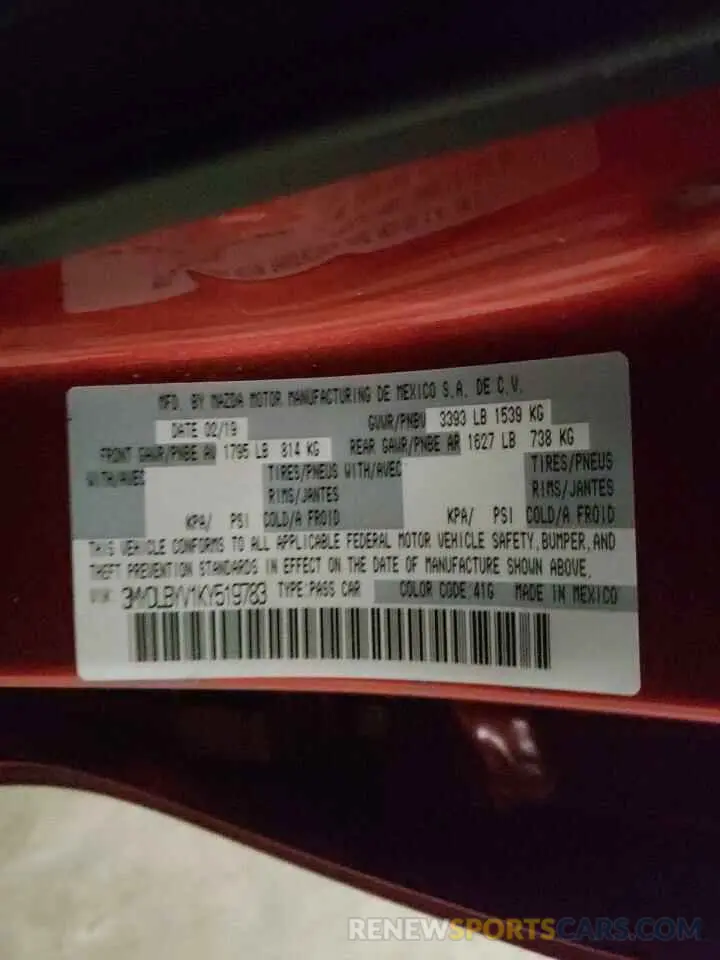 MFD. BY MAZDA MOTOR MANUFACTURING DE MEXICO S.A. DE C.V.
DATE 02/19 GVWR/PNBV 3393 LB 1539 KG
FRONT GAWR/PNBE AV 1795 LB 814 KG REAR GAWR/PNBE AR 1627 LB 738 KG
WITH/AVEC TIRES/PNEUS WITH/AVEC TIRES/PNEUS
RIMS/JANTES RIMS/JANTES
KPA/ PSI COLD/A FROID KPA/ PSI COLD/A FROID
THIS VEHICLE CONFORMS TO ALL APPLICABLE FEDERAL MOTOR VEHICLE SAFETY, BUMPER, AND
THEFT PREVENTION STANDARDS IN EFFECT ON THE DATE OF MANUFACTURE SHOWN ABOVE.
VIN: 3MYDLBYV1KY519783 TYPE:PASS CAR COLOR CODE:41G MADE IN MEXICO
RENEWSPORTSCARS.COM